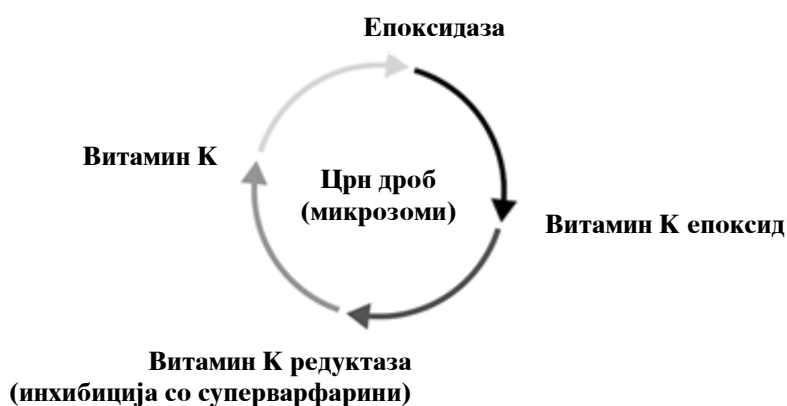 Епоксидаза
Витамин К
Црн дроб
(микрозоми)
Витамин К епоксид
Витамин К редуктаза
(инхибиција со суперварфарини)